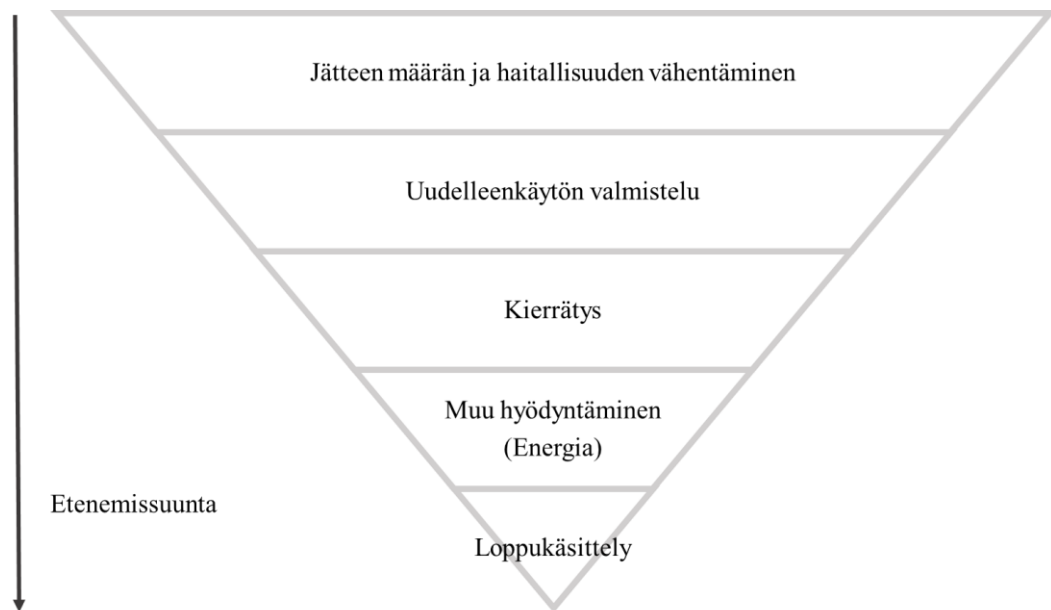 Jätteen määrän ja haitallisuuden vähentäminen
Uudelleenkäytön valmistelu
Kierrätys
Muu hyödyntäminen
(Energia)
Etenemissuunta
Loppukäsittely